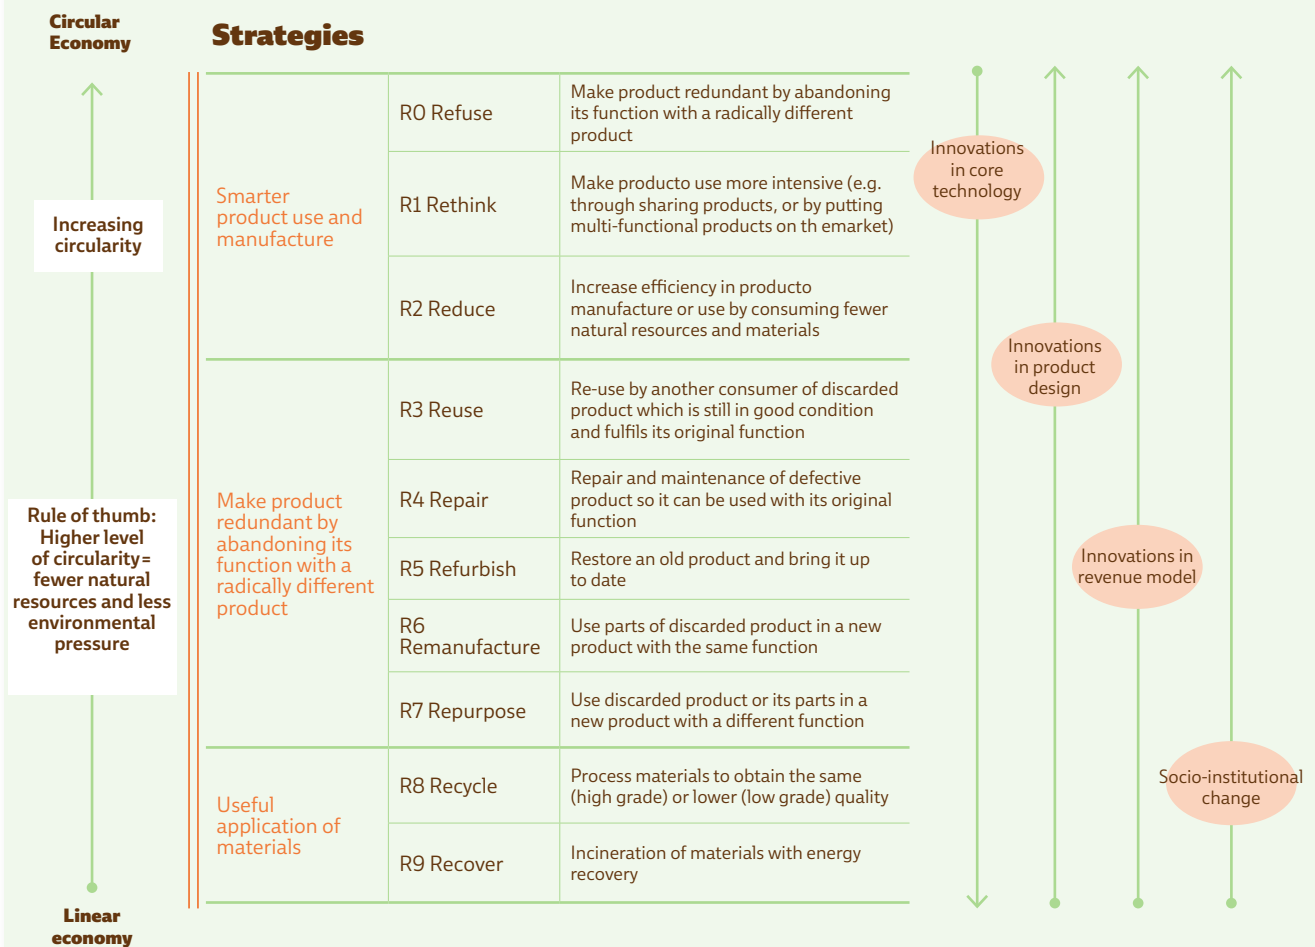 Circular
Economy
Strategies
Increasing
circularity
Rule of thumb:
Higher level
of circularity=
fewer natural
resources and less
environmental
pressure
Linear
economy
Smarter
product use and
manufacture
R0 Refuse
Make product redundant by abandoning
its function with a radically different
product
R1 Rethink
Make producto use more intensive (e.g.
through sharing products, or by putting
multi-functional products on th emarket)
R2 Reduce
Increase efficiency in producto
manufacture or use by consuming fewer
natural resources and materials
Make product
redundant by
abandoning its
function with a
radically different
product
R3 Reuse
Re-use by another consumer of discarded
product which is still in good condition
and fulfils its original function
R4 Repair
Repair and maintenance of defective
product so it can be used with its original
function
R5 Refurbish
Restore an old product and bring it up
to date
R6
Remanufacture
Use parts of discarded product in a new
product with the same function
R7 Repurpose
Use discarded product or its parts in a
new product with a different function
Useful
application of
materials
R8 Recycle
Process materials to obtain the same
(high grade) or lower (low grade) quality
R9 Recover
Incineration of materials with energy
recovery
Innovations
in core
technology
Innovations
in product
design
Innovations in
revenue model
Socio-institutional
change